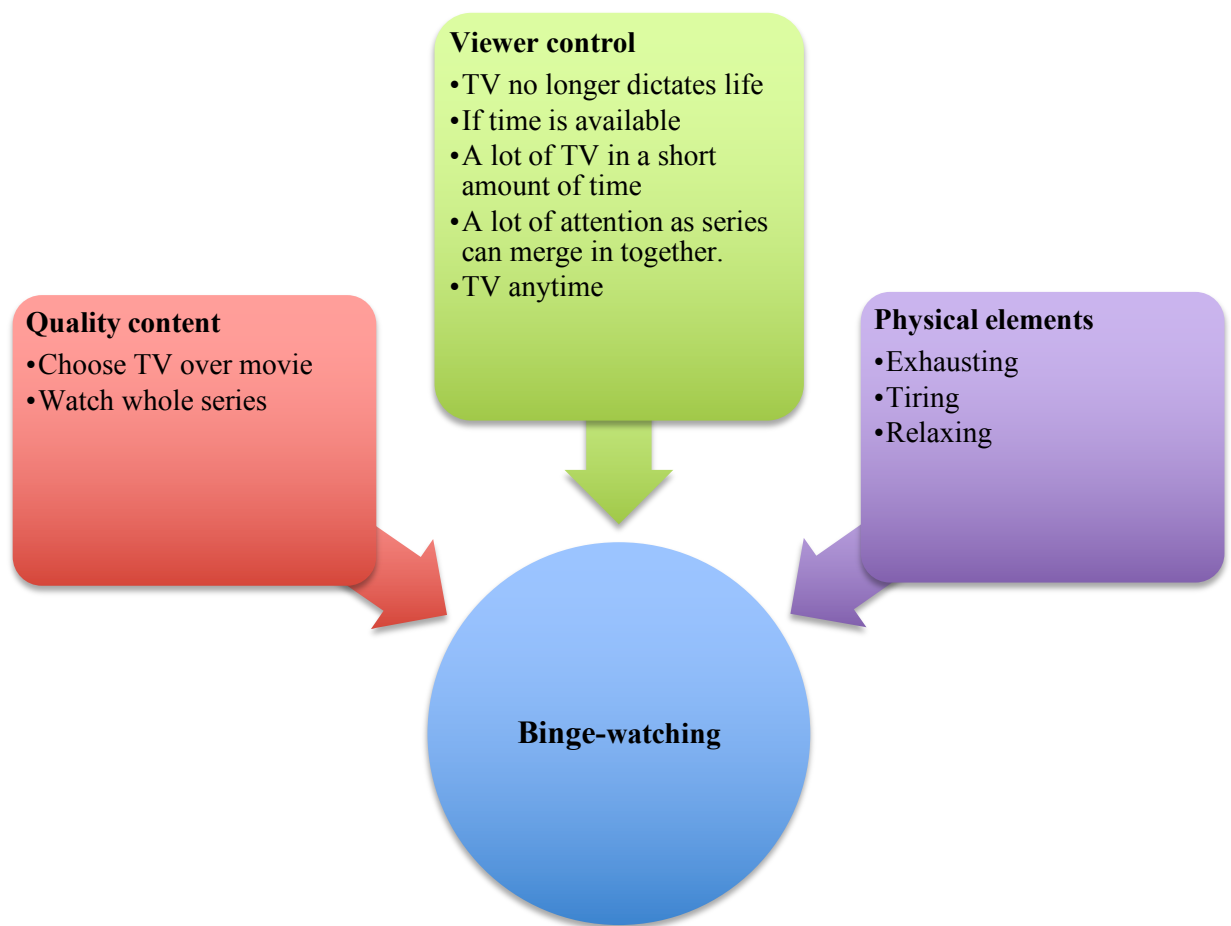 Viewer control
•TV no longer dictates life
•If time is available
•A lot of TV in a short
amount of time
•A lot of attention as series
can merge in together.
•TV anytime
Quality content
•Choose TV over movie
•Watch whole series
Physical elements
•Exhausting
•Tiring
•Relaxing
Binge-watching